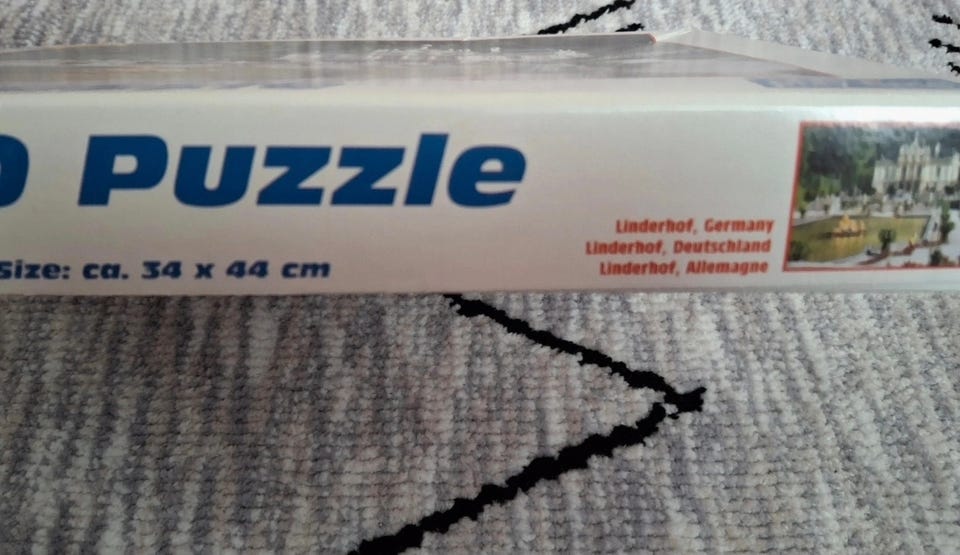 Puzzle
Size: ca. 34 x 44 cm
Linderhof, Germany
Linderhof, Deutschland
Linderhof, Allemagne